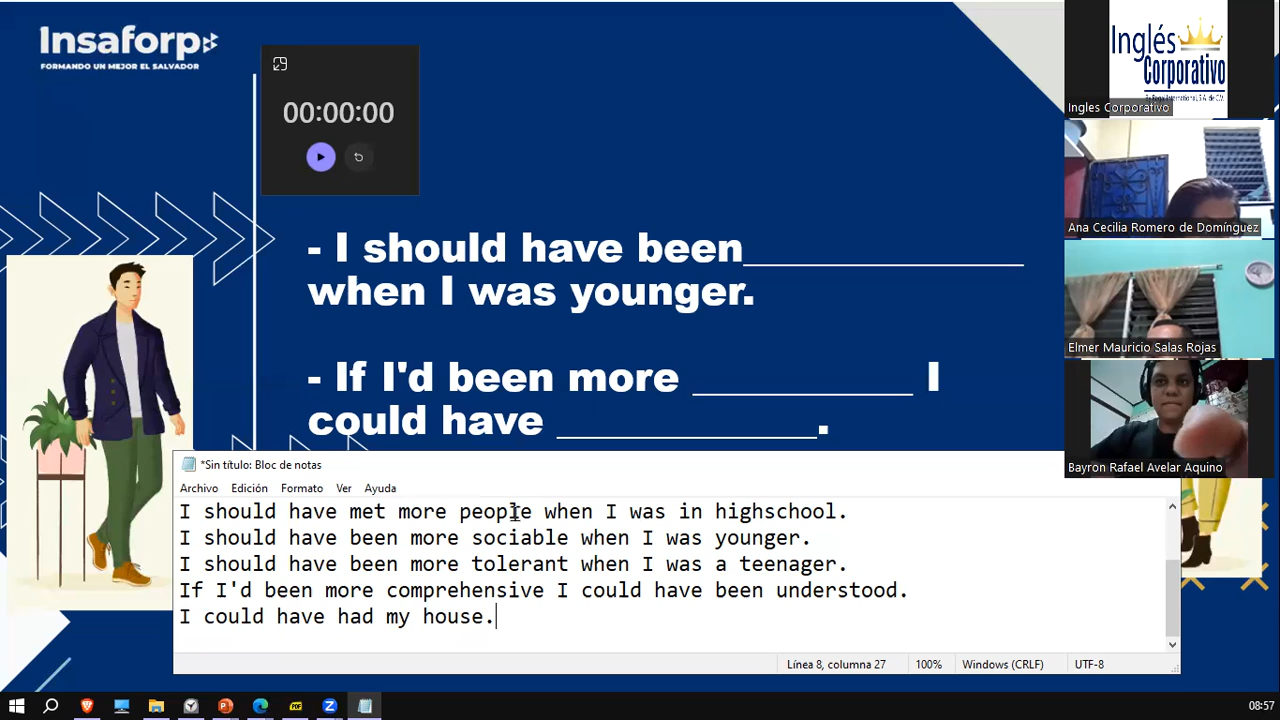 Insaforp
FORMANDO UN MEJOR EL SALVADOR
00:00:00
- I should have been______________
when I was younger.
- If I'd been more ___________ I
could have _____________.
Inglés
Corporativo
Ingles Corporativo
Ana Cecilia Romero de Domínguez
Elmer Mauricio Salas Rojas
Bayron Rafael Avelar Aquino
*Sin título: Bloc de notas
Archivo Edición Formato Ver Ayuda
I should have met more people when I was in highschool.
I should have been more sociable when I was younger.
I should have been more tolerant when I was a teenager.
If I'd been more comprehensive I could have been understood.
I could have had my house.
Línea 8, columna 27 100% Windows (CRLF) UTF-8
08:57